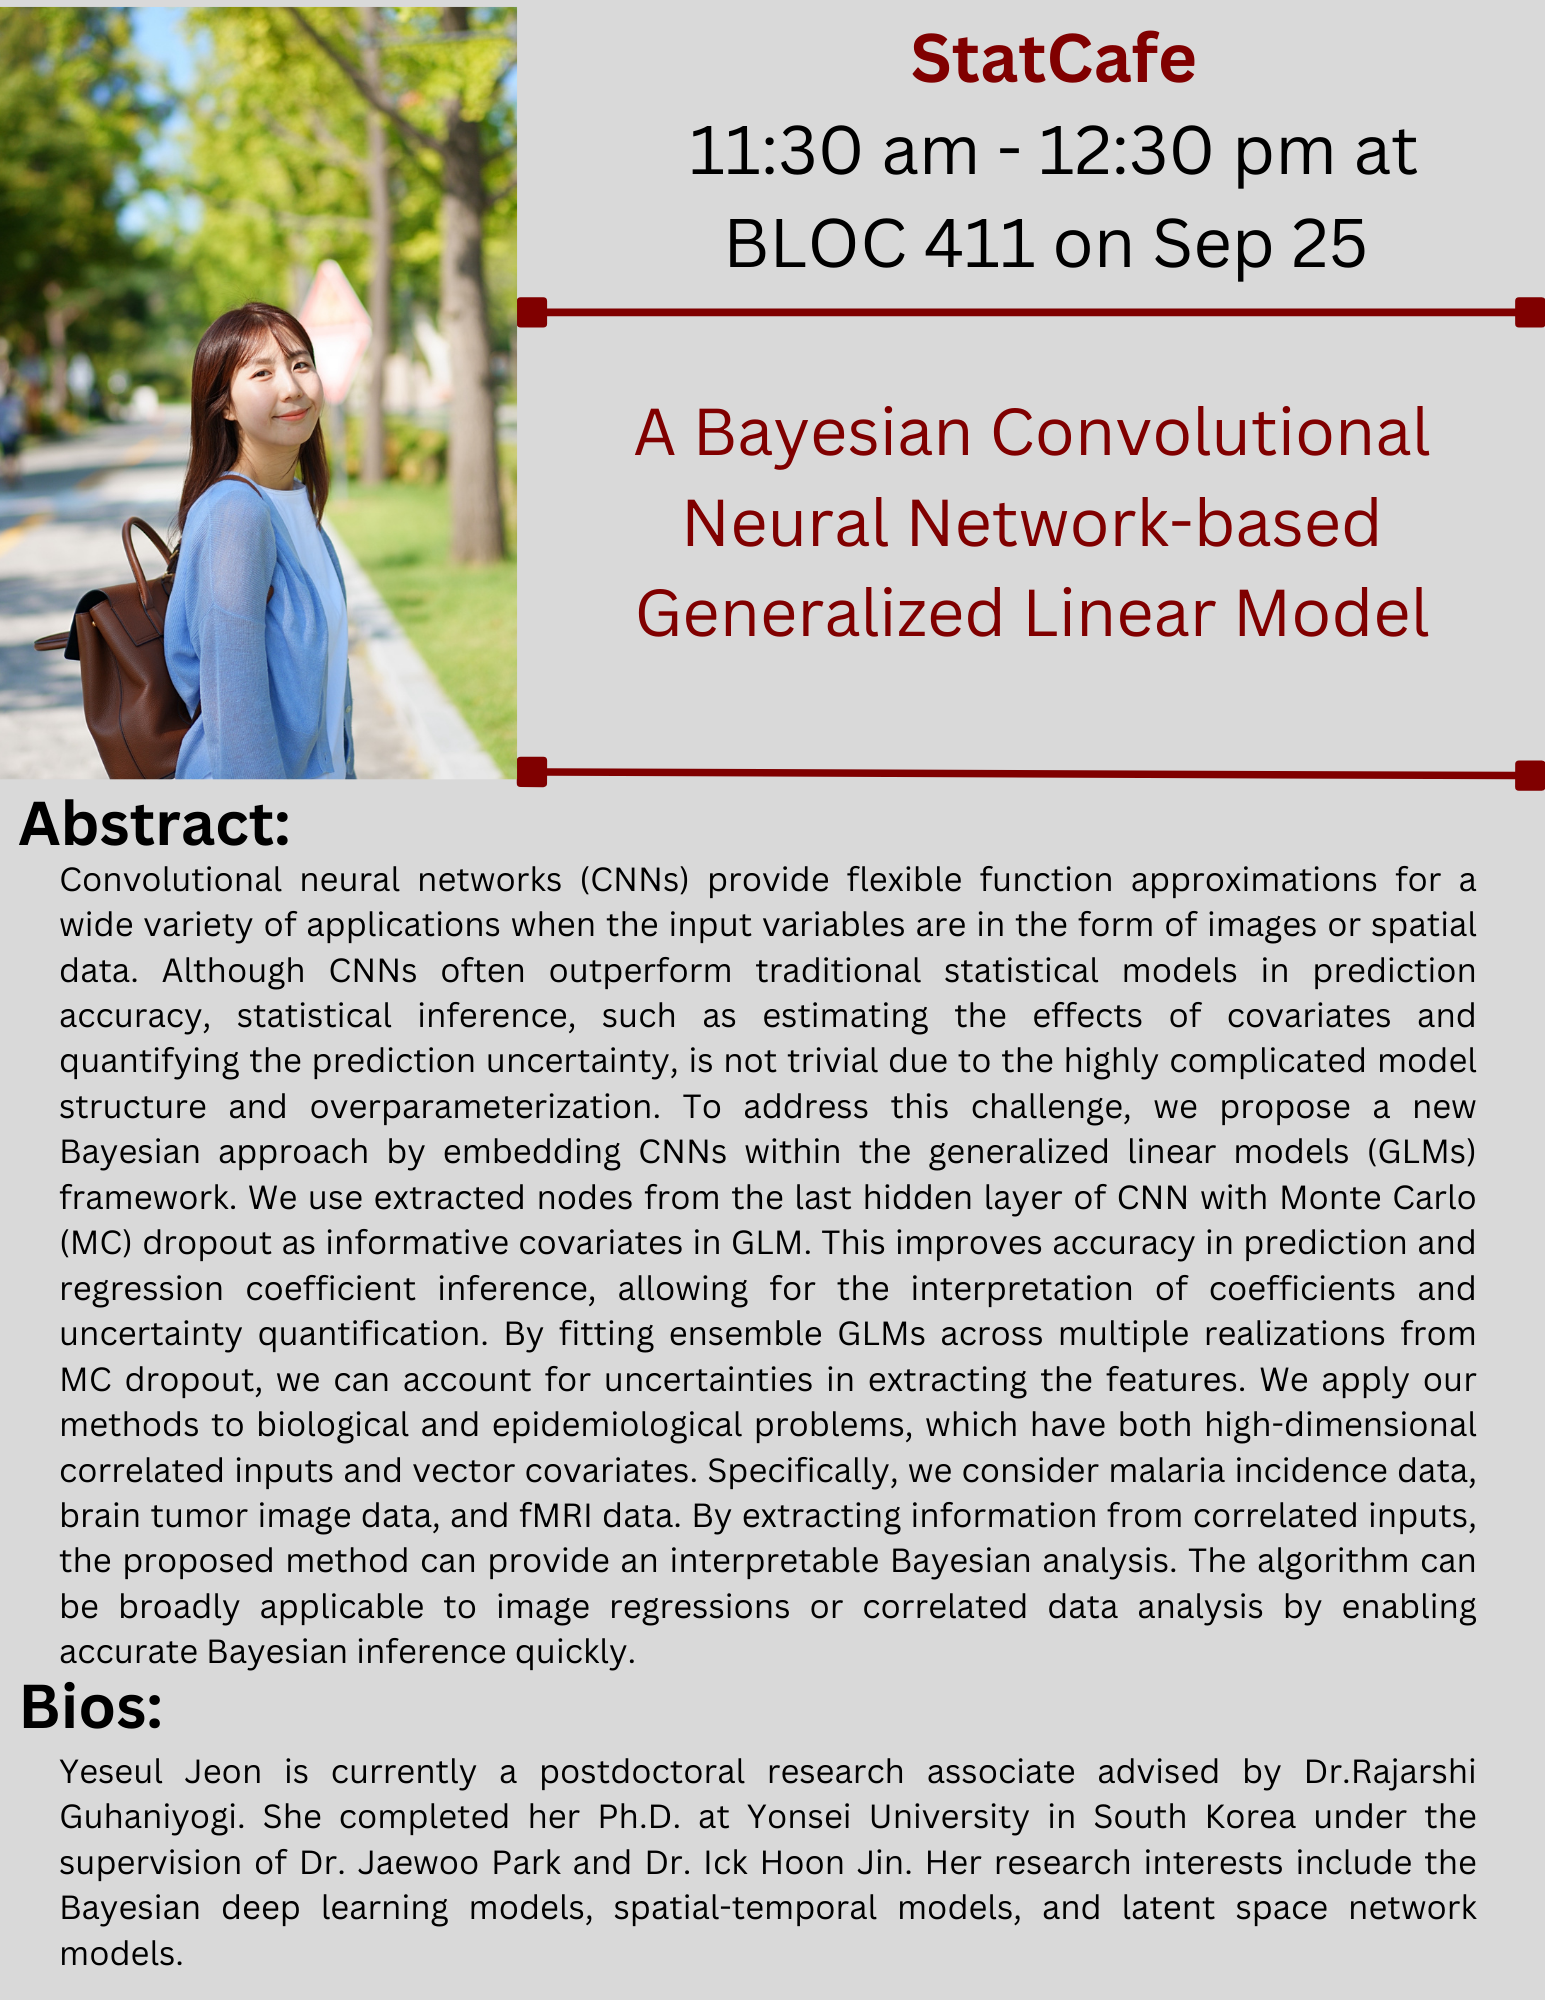 StatCafe
11:30 am - 12:30 pm at
BLOC 411 on Sep 25
A Bayesian Convolutional
Neural Network-based
Generalized Linear Model
Abstract:
Convolutional neural networks (CNNs) provide flexible function approximations for a
wide variety of applications when the input variables are in the form of images or spatial
data. Although CNNs often outperform traditional statistical models in prediction
accuracy, statistical inference, such as estimating the effects of covariates and
quantifying the prediction uncertainty, is not trivial due to the highly complicated model
structure and overparameterization. To address this challenge, we propose a new
Bayesian approach by embedding CNNs within the generalized linear models (GLMs)
framework. We use extracted nodes from the last hidden layer of CNN with Monte Carlo
(MC) dropout as informative covariates in GLM. This improves accuracy in prediction and
regression coefficient inference, allowing for the interpretation of coefficients and
uncertainty quantification. By fitting ensemble GLMs across multiple realizations from
MC dropout, we can account for uncertainties in extracting the features. We apply our
methods to biological and epidemiological problems, which have both high-dimensional
correlated inputs and vector covariates. Specifically, we consider malaria incidence data,
brain tumor image data, and fMRI data. By extracting information from correlated inputs,
the proposed method can provide an interpretable Bayesian analysis. The algorithm can
be broadly applicable to image regressions or correlated data analysis by enabling
accurate Bayesian inference quickly.
Bios:
Yeseul Jeon is currently a postdoctoral research associate advised by Dr.Rajarshi
Guhaniyogi. She completed her Ph.D. at Yonsei University in South Korea under the
supervision of Dr. Jaewoo Park and Dr. Ick Hoon Jin. Her research interests include the
Bayesian deep learning models, spatial-temporal models, and latent space network
models.